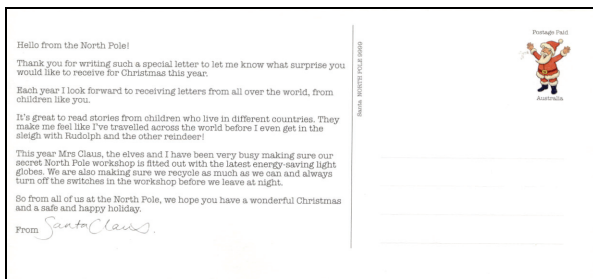 Hello from the North Pole!
Thank you for writing such a special letter to let me know what surprise you
would like to receive for Christmas this year.
Each year I look forward to receiving letters from all over the world, from
children like you.
It's great to read stories from children who live in different countries. They
make me feel like I've travelled across the world before I even get in the
sleigh with Rudolph and the other reindeer!
This year Mrs Claus, the elves and I have been very busy making sure our
secret North Pole workshop is fitted out with the latest energy-saving light
globes. We are also making sure we recycle as much as we can and always
turn off the switches in the workshop before we leave at night.
So from all of us at the North Pole, we hope you have a wonderful Christmas
and a safe and happy holiday.
From Santa Claus.
Santa NORTH POLE 9999
Postage Paid
Australia